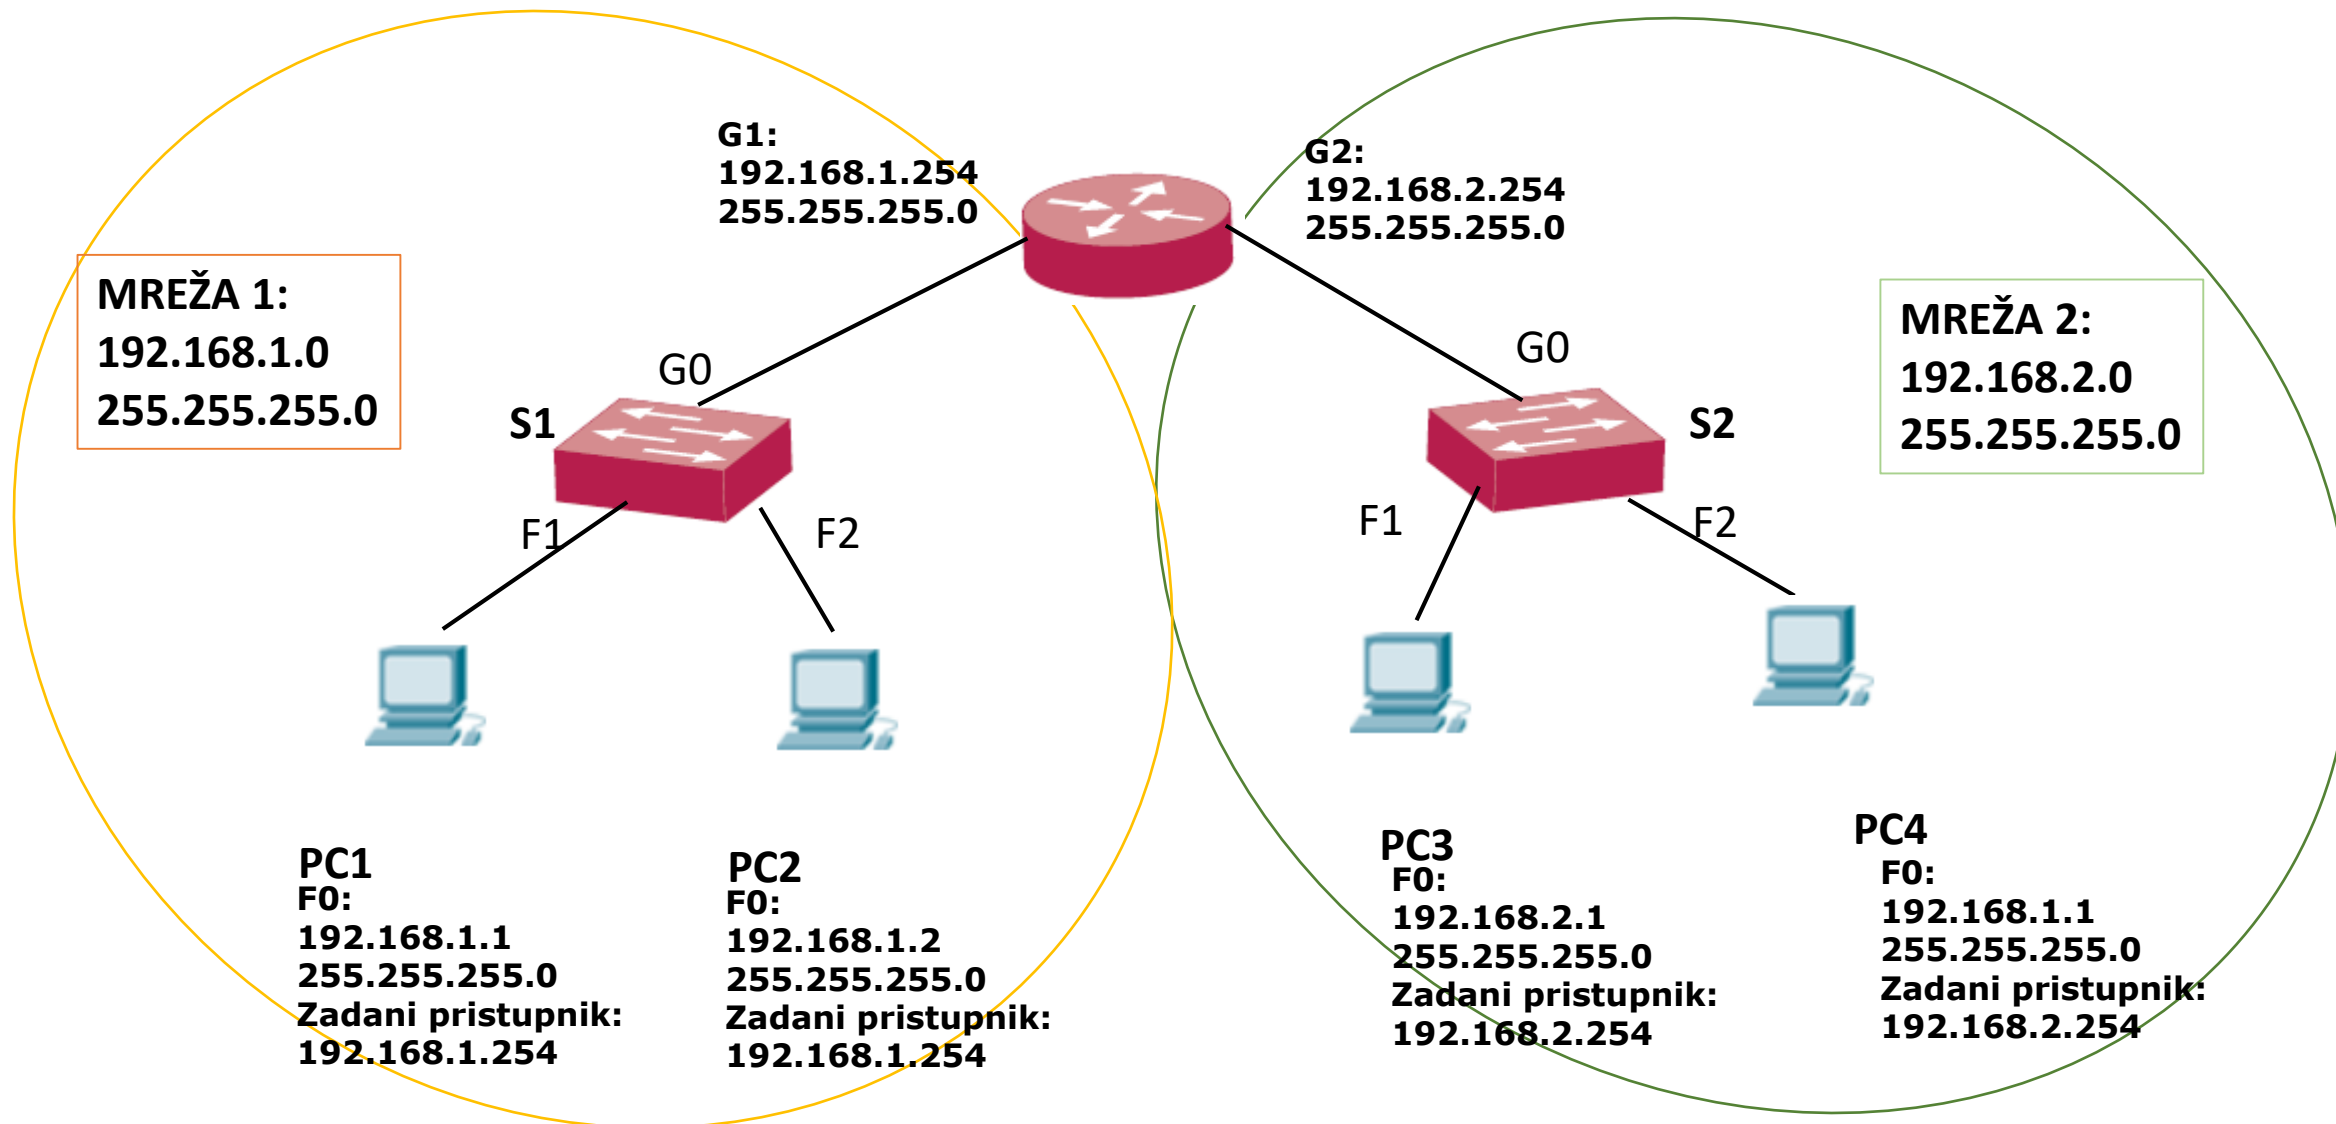 G1:
192.168.1.254
255.255.255.0
G2:
192.168.2.254
255.255.255.0
MREŽA 1:
192.168.1.0
255.255.255.0
MREŽA 2:
192.168.2.0
255.255.255.0
G0
S1
F1
F2
G0
S2
F1
F2
PC1
F0:
192.168.1.1
255.255.255.0
Zadani pristupnik:
192.168.1.254
PC2
F0:
192.168.1.2
255.255.255.0
Zadani pristupnik:
192.168.1.254
PC3
F0:
192.168.2.1
255.255.255.0
Zadani pristupnik:
192.168.2.254
PC4
F0:
192.168.1.1
255.255.255.0
Zadani pristupnik:
192.168.2.254